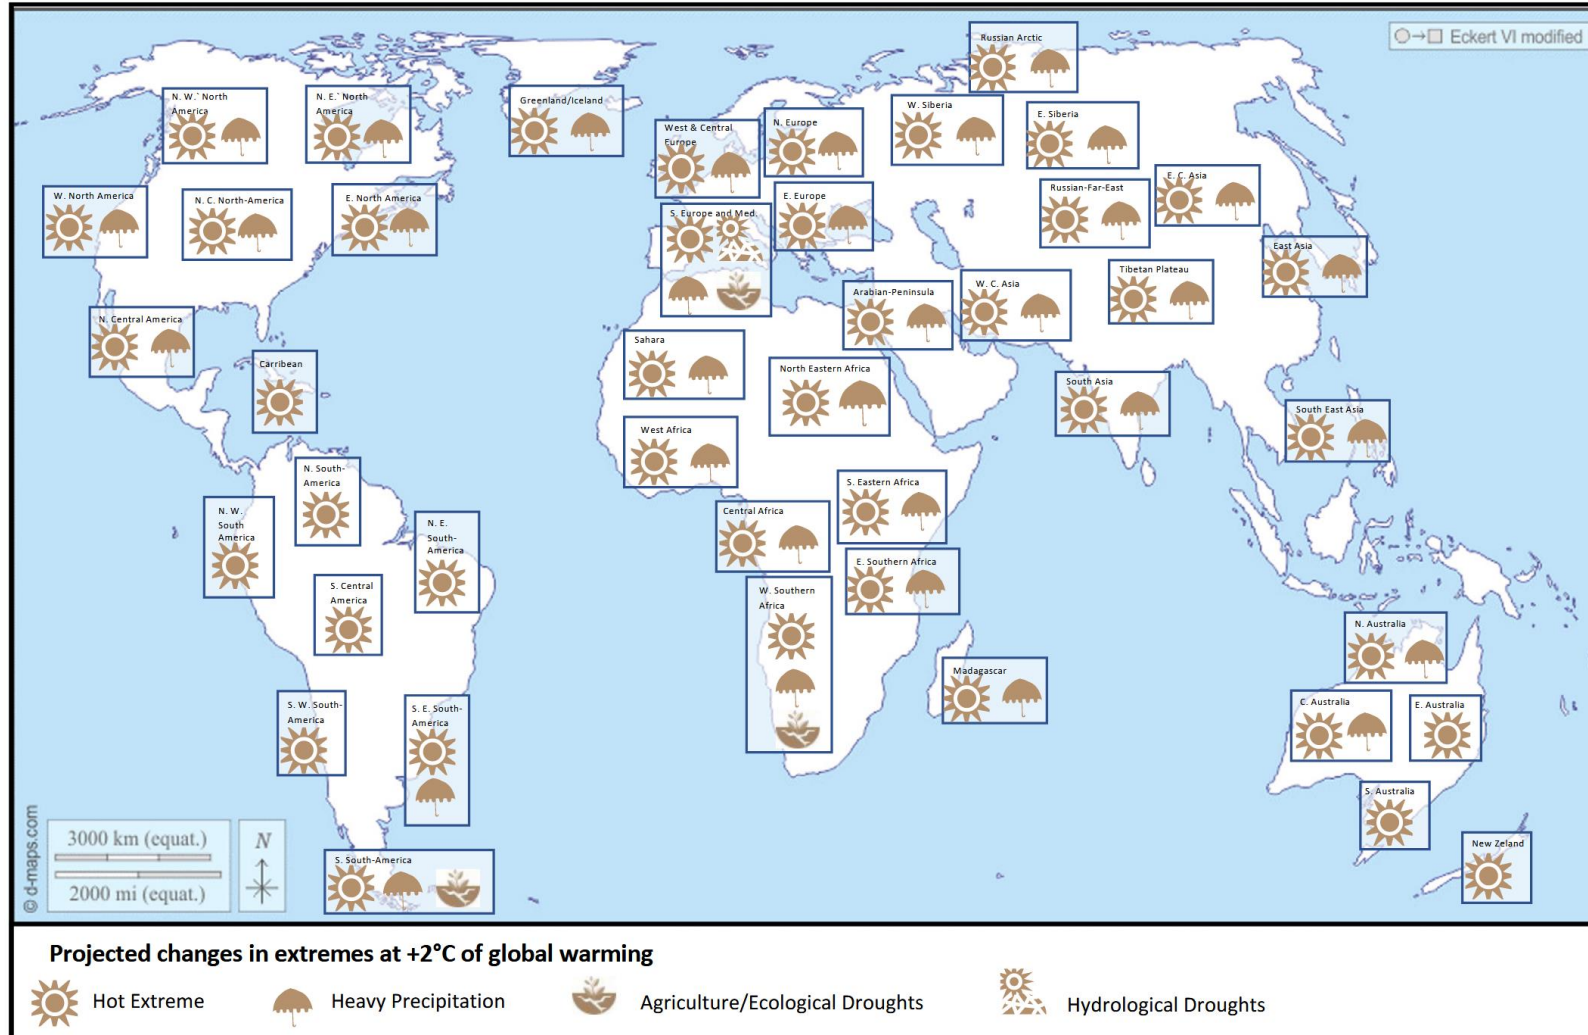 Russian Arctic
Eckert VI modified
N. W.` North
America
N. E.` North
America
Greenland/Iceland
West & Central
Europe
N. Europe
W. Siberia
E. Siberia
W. North America
N. C. North-America
E. North America
S. Europe and Med.
E. Europe
Russian-Far-East
E. C. Asia
East Asia
N. Central America
Carribean
Arabian-Peninsula
W. C. Asia
Tibetan Plateau
Sahara
North Eastern Africa
South Asia
South East Asia
West Africa
N. South-
America
N. W.
South
America
N. E.
South-
America
S. Central
America
Central Africa
S. Eastern Africa
E. Southern Africa
W. Southern
Africa
Madagascar
N. Australia
C. Australia
E. Australia
S. Australia
New Zeland
S. W. South-
America
S. E. South-
America
S. South-America
© d-maps.com
3000 km (equat.)
2000 mi (equat.)
N
Projected changes in extremes at +2°C of global warming
Hot Extreme
Heavy Precipitation
Agriculture/Ecological Droughts
Hydrological Droughts